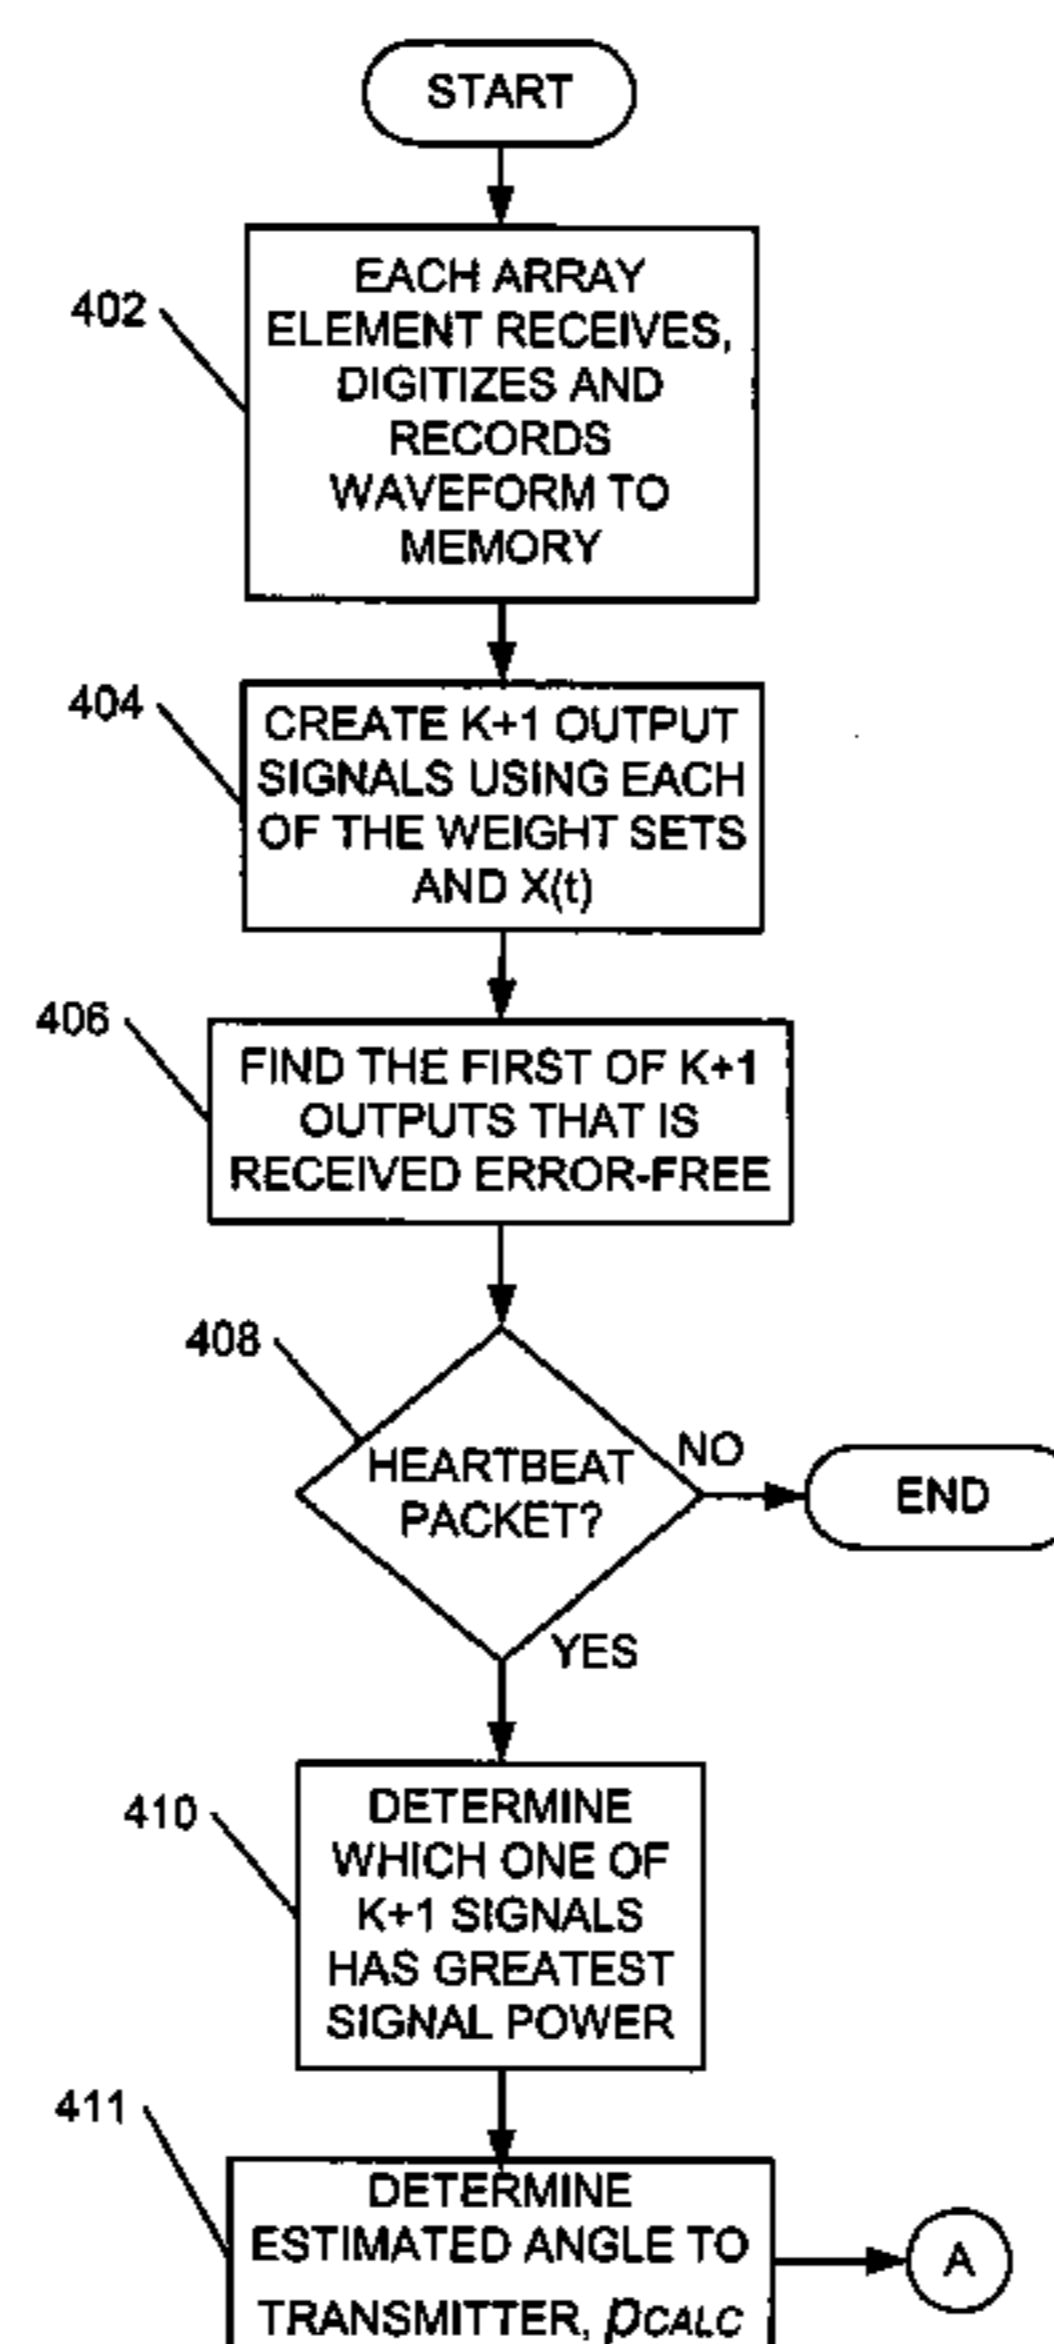 START
402
EACH ARRAY
ELEMENT RECEIVES,
DIGITIZES AND
RECORDS
WAVEFORM TO
MEMORY
404
CREATE K+1 OUTPUT
SIGNALS USING EACH
OF THE WEIGHT SETS
AND X(t)
406
FIND THE FIRST OF K+1
OUTPUTS THAT IS
RECEIVED ERROR-FREE
408
HEARTBEAT
PACKET?
NO
END
YES
410
DETERMINE
WHICH ONE OF
K+1 SIGNALS
HAS GREATEST
SIGNAL POWER
411
DETERMINE
ESTIMATED ANGLE TO
TRANSMITTER, pCALC
A